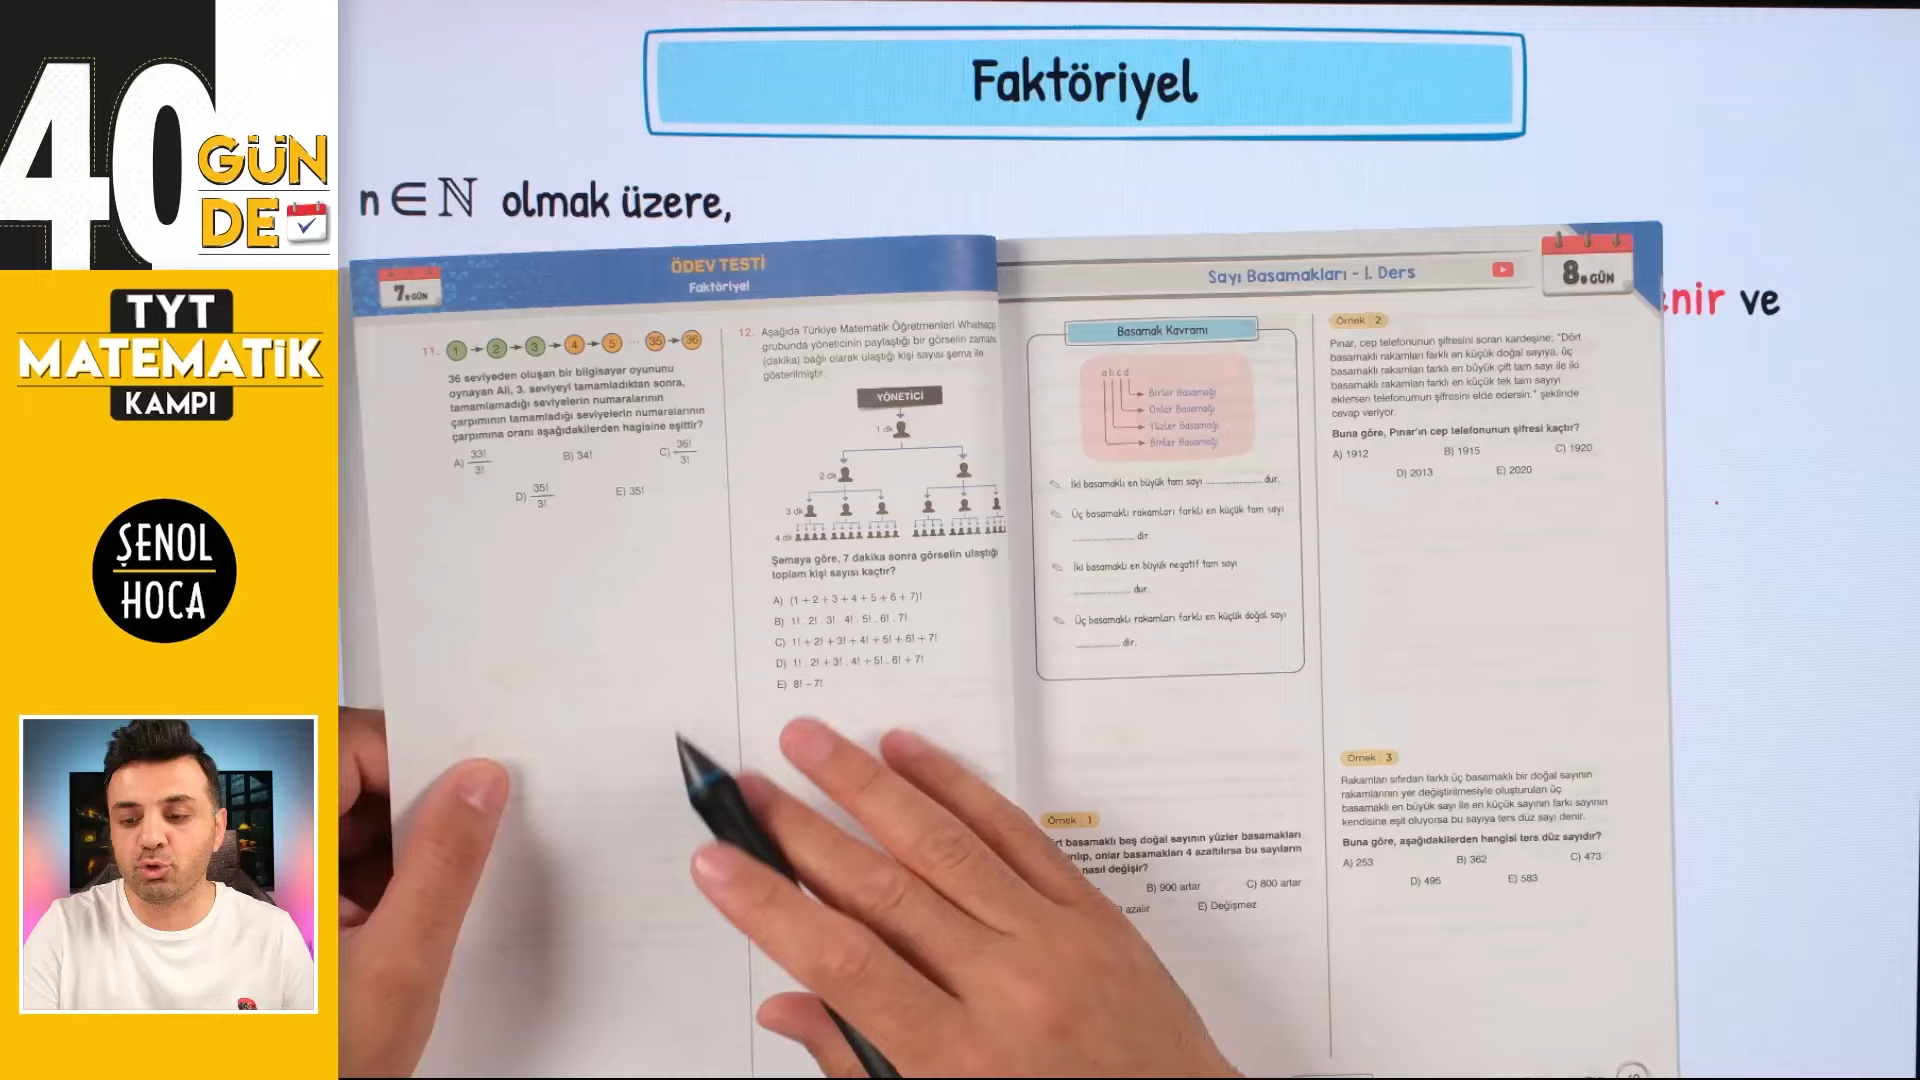 40
GÜN
DE
TYT
MATEMATİK
KAMPI
ŞENOL
HOCA
Faktöriyel
n ∈ ℕ olmak üzere,
nir ve
7. GÜN
ÖDEV TESTİ
Faktöriyel
11. 1 → 2 → 3 → 4 → 5 ... 35 → 36
36 seviyeden oluşan bir bilgisayar oyununu
oynayan Ali, 3. seviyeyi tamamladıktan sonra,
tamamlamadığı seviyelerin numaralarının
çarpımının tamamladığı seviyelerin numaralarının
çarpımına oranı aşağıdakilerden hagisine eşittir?
A) 33!/3! B) 34! C) 36!/3!
D) 35!/3! E) 35!
12. Aşağıda Türkiye Matematik Öğretmenleri Whatsapp
grubunda yöneticinin paylaştığı bir görselin
(dakika) bağlı olarak ulaştığı kişi sayısı şema ile
gösterilmiştir.
YÖNETİCİ
1 dk
2 dk
3 dk
4 dk
Şemaya göre, 7 dakika sonra görselin ulaştığı
toplam kişi sayısı kaçtır?
A) (1 + 2 + 3 + 4 + 5 + 6 + 7)!
B) 1! . 2! . 3! . 4! . 5! . 6! . 7!
C) 1! + 2! + 3! + 4! + 5! + 6! + 7!
D) 1! . 2! + 3! . 4! + 5! . 6! + 7!
E) 8! – 7!
Sayı Basamakları - 1. Ders
8. GÜN
Basamak Kavramı
a b c d
Birler Basamağı
Onlar Basamağı
Yüzler Basamağı
Binler Basamağı
İki basamaklı en büyük tam sayı ............ dur.
Üç basamaklı rakamları farklı en küçük tam sayı
............ dir
İki basamaklı en büyük negatif tam sayı
............ dur.
Üç basamaklı rakamları farklı en küçük doğal sayı
............ dir.
Örnek 1
rt basamaklı beş doğal sayının yüzler basamakları
onlar basamakları 4 azaltılırsa bu sayıların
nasıl değişir?
B) 900 artar C) 800 artar
azalır E) Değişmez
Örnek 2
Pınar, cep telefonunun şifresini soran kardeşine; "Dört
basamaklı rakamları farklı en küçük doğal sayıya, üç
basamaklı rakamları farklı en büyük çift tam sayı ile iki
basamaklı rakamları farklı en küçük tek tam sayıyı
eklersen telefonumun şifresini elde edersin." şeklinde
cevap veriyor.
Buna göre, Pınar'ın cep telefonunun şifresi kaçtır?
A) 1912 B) 1915 C) 1920
D) 2013 E) 2020
Örnek 3
Rakamları sıfırdan farklı üç basamaklı bir doğal sayının
rakamlarının yer değiştirilmesiyle oluşturulan üç
basamaklı en büyük sayı ile en küçük sayının farkı sayının
kendisine eşit oluyorsa bu sayıya ters düz sayı denir.
Buna göre, aşağıdakilerden hangisi ters düz sayıdır?
A) 253 B) 362 C) 473
D) 495 E) 583